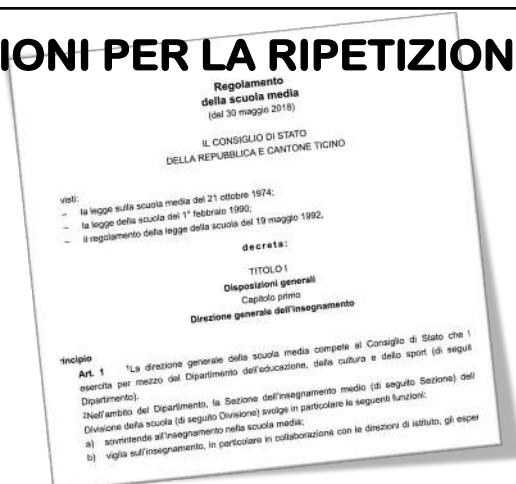 IONI PER LA RIPETIZION
Regolamento
della scuola media
(del 30 maggio 2018)
IL CONSIGLIO DI STATO
DELLA REPUBBLICA E CANTONE TICINO
visti:
– la legge sulla scuola media del 21 ottobre 1974;
– la legge della scuola del 1° febbraio 1990;
– il regolamento della legge della scuola del 19 maggio 1992,
decreta:
TITOLO I
Disposizioni generali
Capitolo primo
Direzione generale dell'insegnamento
rincipio
Art. 1 ¹La direzione generale della scuola media compete al Consiglio di Stato che l
esercita per mezzo del Dipartimento dell'educazione, della cultura e dello sport (di seguit
Dipartimento).
²Nell'ambito del Dipartimento, la Sezione dell'insegnamento medio (di seguito Sezione) dell
Divisione della scuola (di seguito Divisione) svolge in particolare le seguenti funzioni:
a) sovrintende all'insegnamento nella scuola media;
b) vigila sull'insegnamento, in particolare in collaborazione con le direzioni di istituto, gli esper